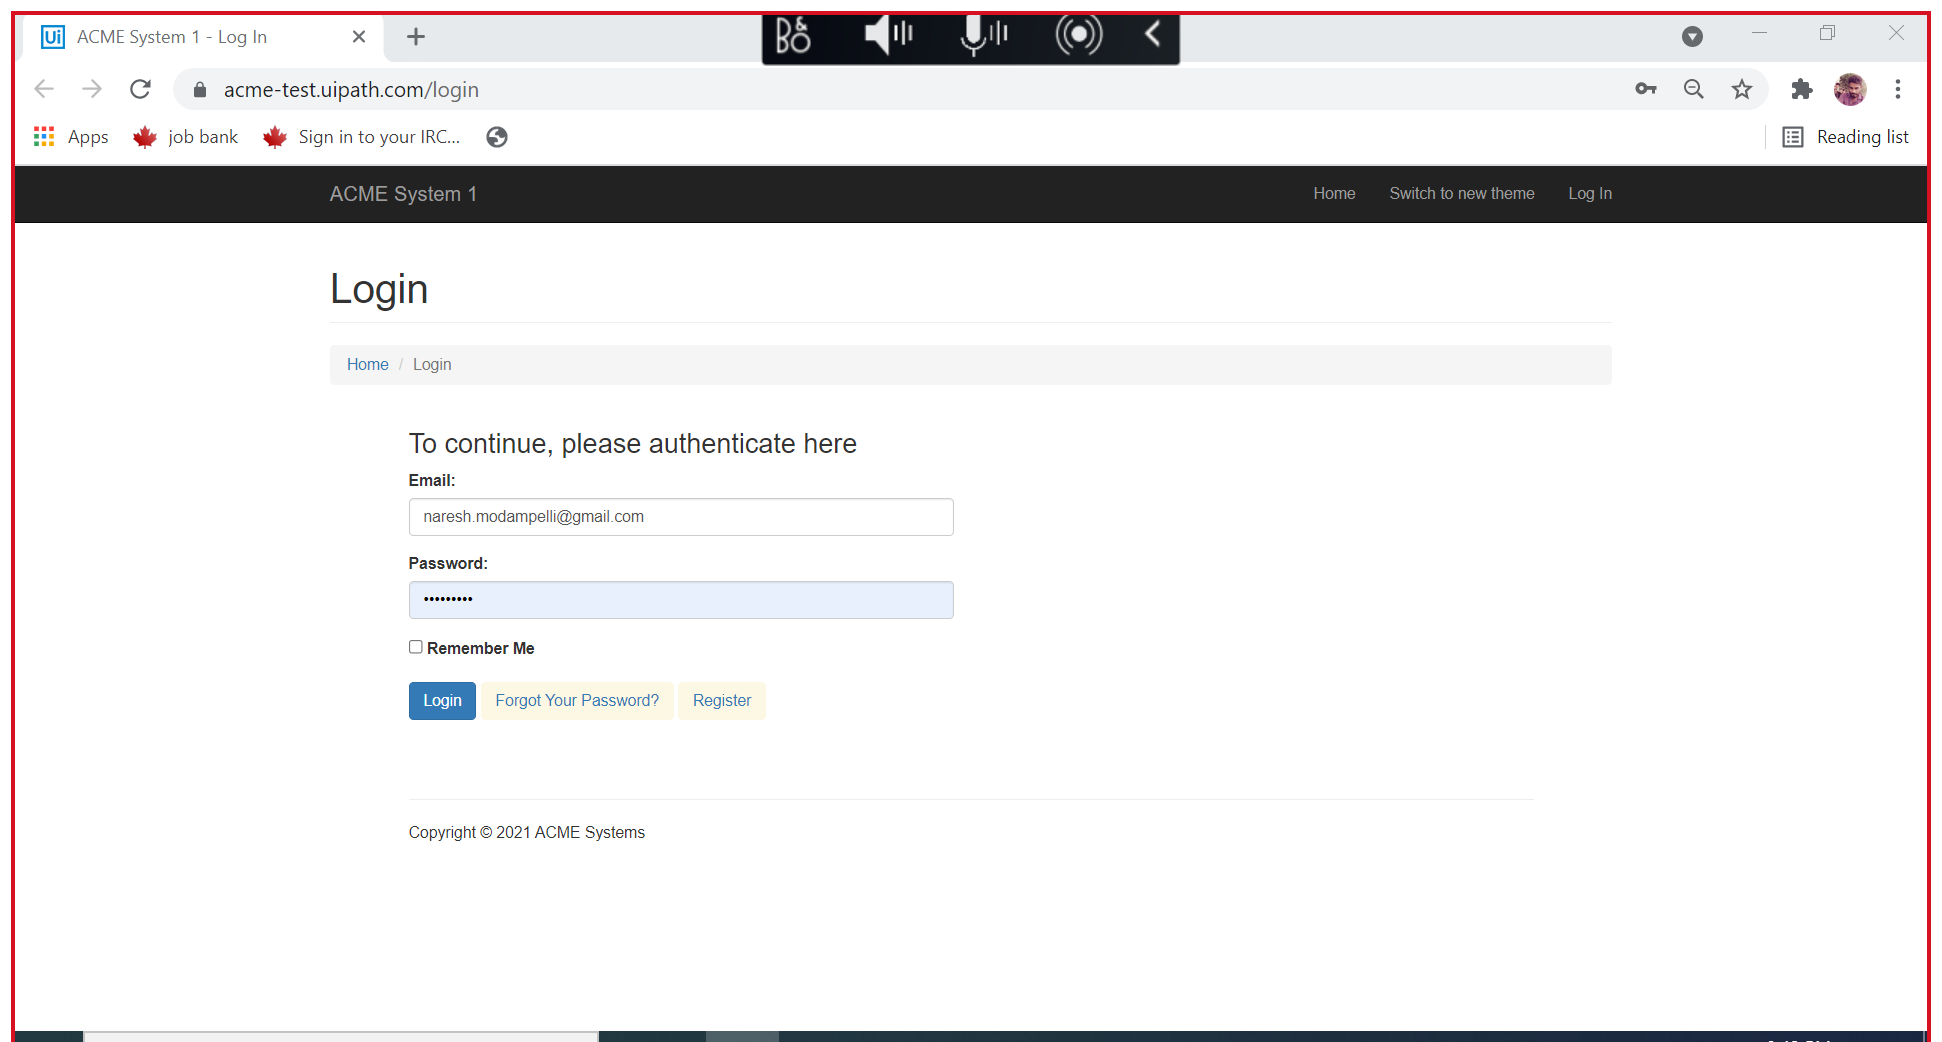 Ui ACME System 1 - Log In
B&O
acme-test.uipath.com/login
Apps job bank Sign in to your IRC... Reading list
ACME System 1 Home Switch to new theme Log In
Login
Home / Login
To continue, please authenticate here
Email:
naresh.modampelli@gmail.com
Password:
•••••••••
Remember Me
Login Forgot Your Password? Register
Copyright © 2021 ACME Systems